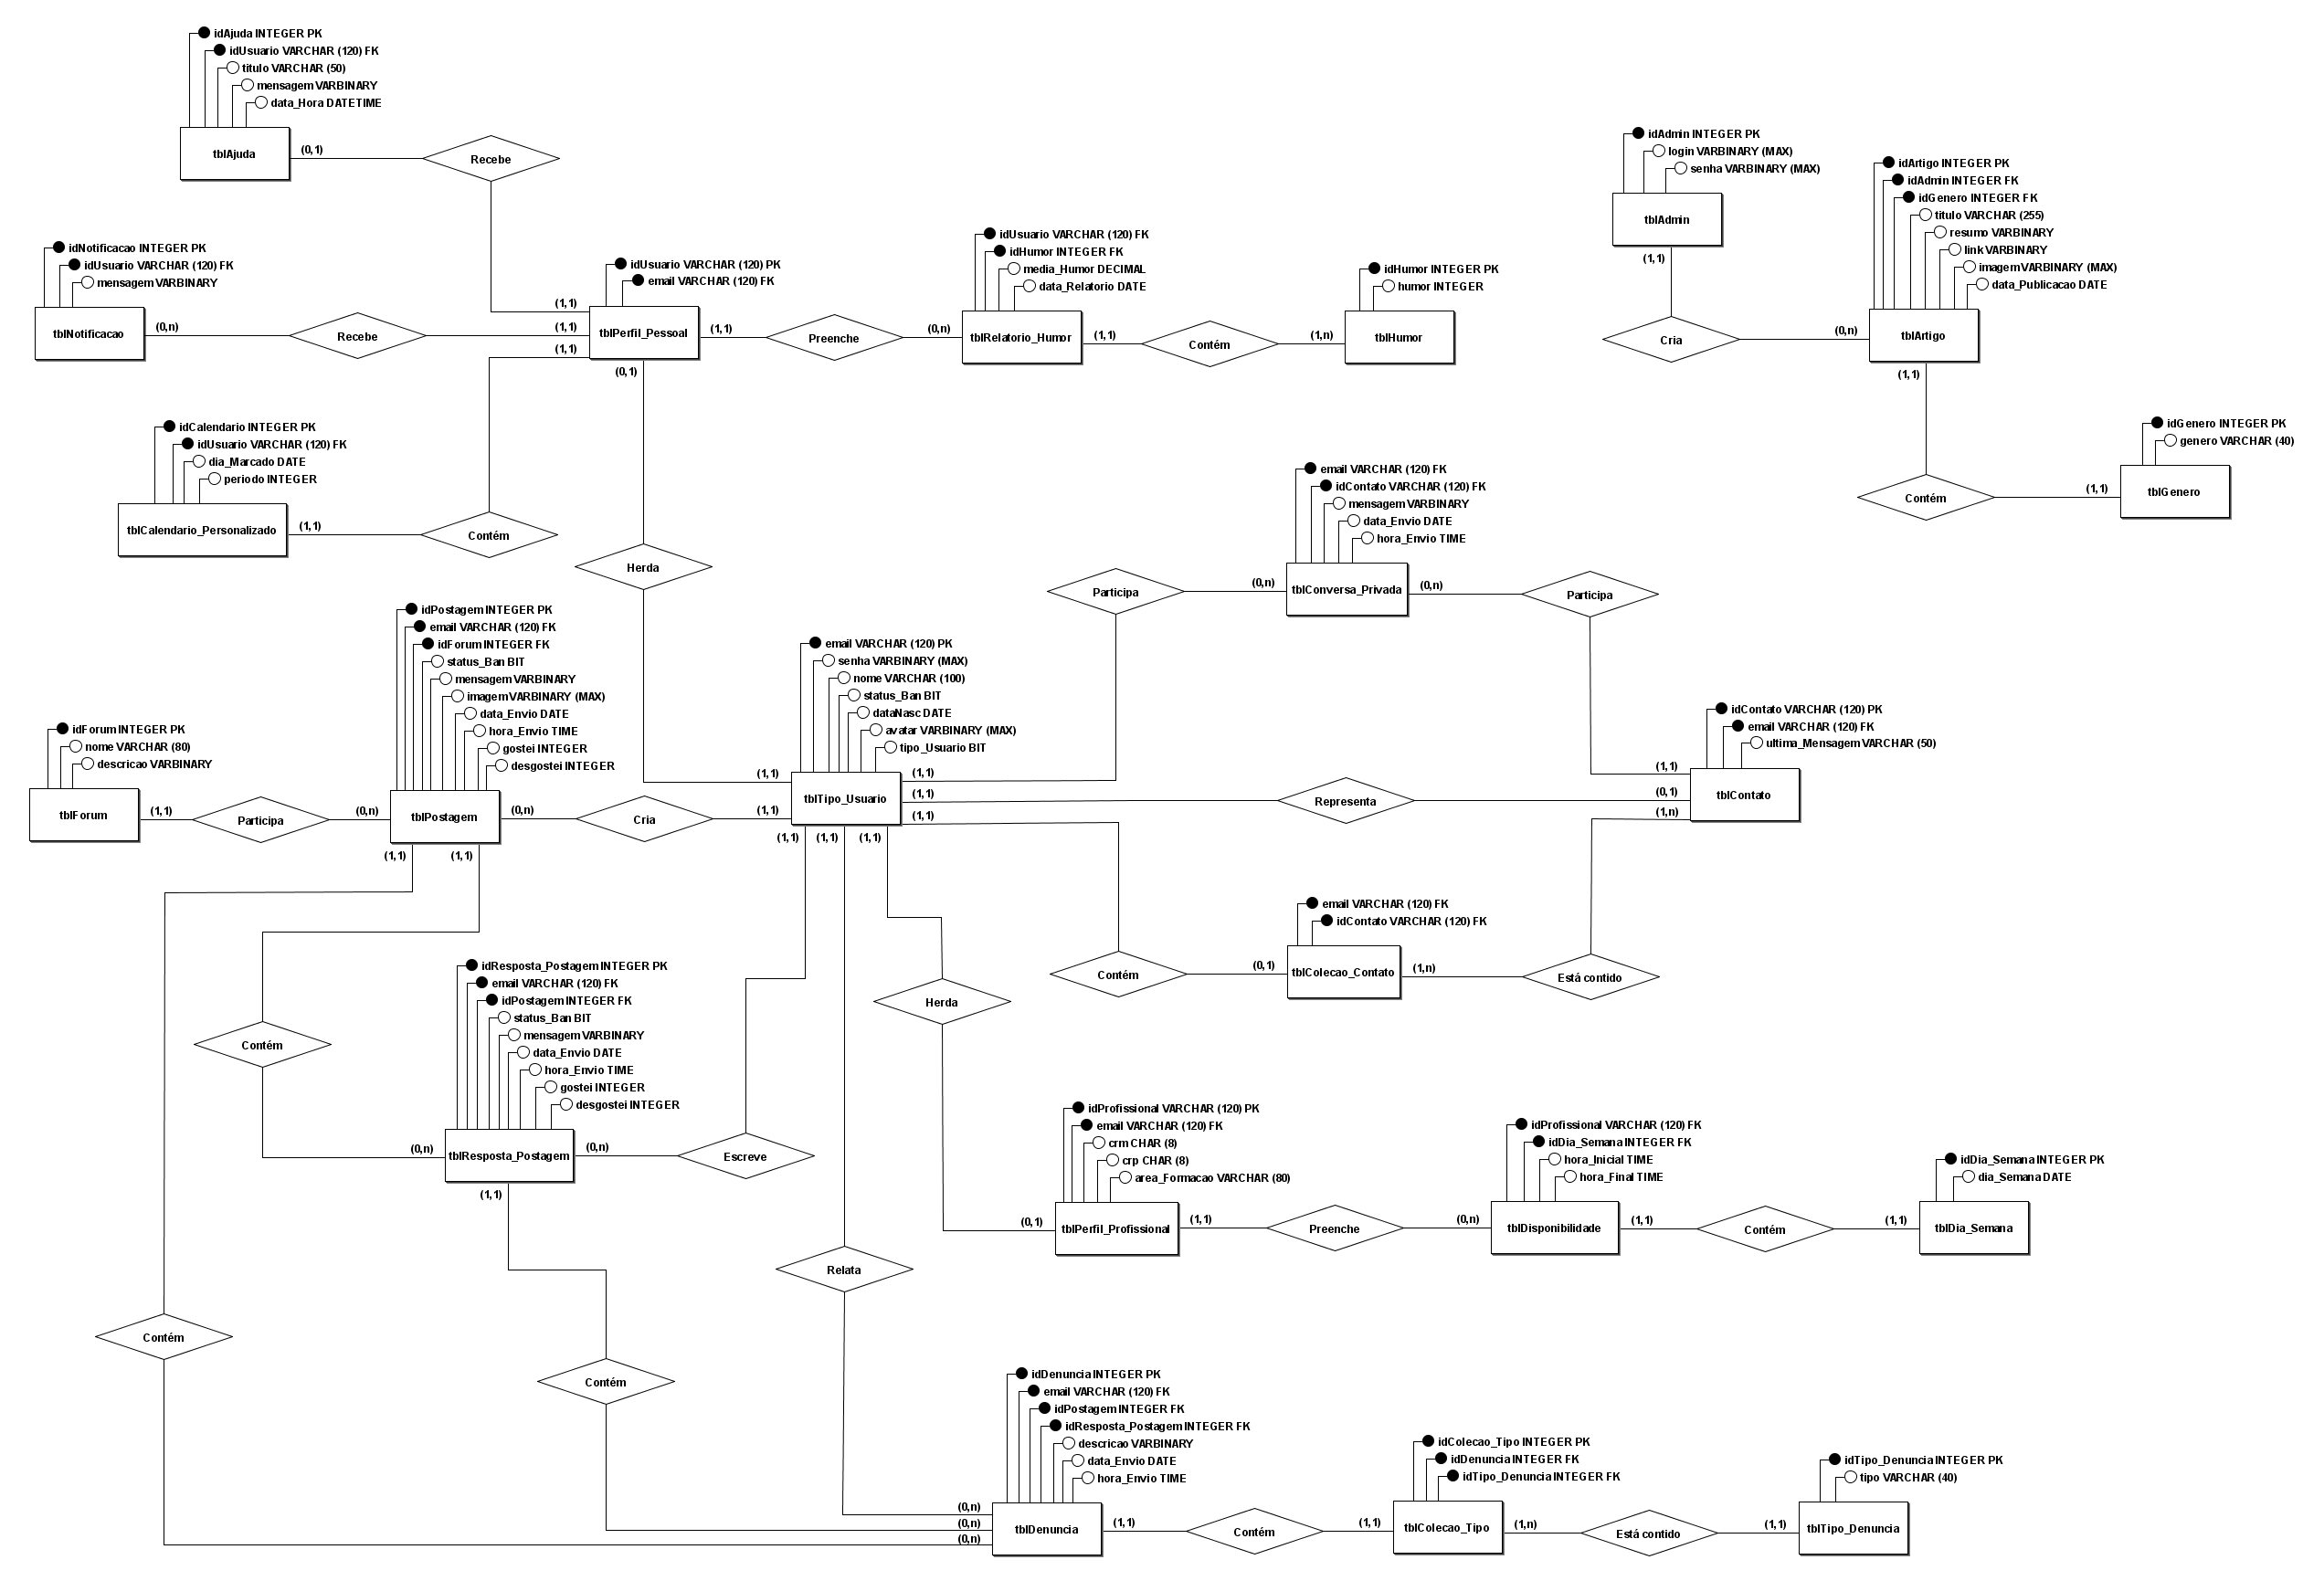 idAjuda INTEGER PK
idUsuario VARCHAR (120) FK
titulo VARCHAR (50)
mensagem VARBINARY
data_Hora DATETIME
tblAjuda
(0,1)
Recebe
(1,1)
idNotificacao INTEGER PK
idUsuario VARCHAR (120) FK
mensagem VARBINARY
tblNotificacao
(0,n)
Recebe
(1,1)
idUsuario VARCHAR (120) PK
email VARCHAR (120) FK
tblPerfil_Pessoal
(1,1)
(1,1)
Preenche
(0,n)
(0,1)
idUsuario VARCHAR (120) FK
idHumor INTEGER FK
media_Humor DECIMAL
data_Relatorio DATE
tblRelatorio_Humor
(1,1)
Contém
(1,n)
idHumor INTEGER PK
humor INTEGER
tblHumor
idAdmin INTEGER PK
login VARBINARY (MAX)
senha VARBINARY (MAX)
tblAdmin
(1,1)
Cria
(0,n)
idArtigo INTEGER PK
idAdmin INTEGER FK
idGenero INTEGER FK
titulo VARCHAR (255)
resumo VARBINARY
link VARBINARY
imagem VARBINARY (MAX)
data_Publicacao DATE
tblArtigo
(1,1)
Contém
(1,1)
idGenero INTEGER PK
genero VARCHAR (40)
tblGenero
idCalendario INTEGER PK
idUsuario VARCHAR (120) FK
dia_Marcado DATE
periodo INTEGER
tblCalendario_Personalizado
(1,1)
Contém
Herda
email VARCHAR (120) FK
idContato VARCHAR (120) FK
mensagem VARBINARY
data_Envio DATE
hora_Envio TIME
tblConversa_Privada
Participa
(0,n)
(0,n)
Participa
idPostagem INTEGER PK
email VARCHAR (120) FK
idForum INTEGER FK
status_Ban BIT
mensagem VARBINARY
imagem VARBINARY (MAX)
data_Envio DATE
hora_Envio TIME
gostei INTEGER
desgostei INTEGER
tblPostagem
idForum INTEGER PK
nome VARCHAR (80)
descricao VARBINARY
tblForum
(1,1)
Participa
(0,n)
(0,n)
Cria
(1,1)
(1,1)
(1,1)
(1,1)
email VARCHAR (120) PK
senha VARBINARY (MAX)
nome VARCHAR (100)
status_Ban BIT
dataNasc DATE
avatar VARBINARY (MAX)
tipo_Usuario BIT
tblTipo_Usuario
(1,1)
(1,1)
(1,1)
(1,1)
(1,1)
(1,1)
Representa
(1,1)
(0,1)
(1,n)
idContato VARCHAR (120) PK
email VARCHAR (120) FK
ultima_Mensagem VARCHAR (50)
tblContato
email VARCHAR (120) FK
idContato VARCHAR (120) FK
tblColecao_Contato
Contém
(0,1)
(1,n)
Está contido
Herda
idResposta_Postagem INTEGER PK
email VARCHAR (120) FK
idPostagem INTEGER FK
status_Ban BIT
mensagem VARBINARY
data_Envio DATE
hora_Envio TIME
gostei INTEGER
desgostei INTEGER
tblResposta_Postagem
Contém
(0,n)
(0,n)
Escreve
(1,1)
idProfissional VARCHAR (120) PK
email VARCHAR (120) FK
crm CHAR (8)
crp CHAR (8)
area_Formacao VARCHAR (80)
tblPerfil_Profissional
(0,1)
(1,1)
Preenche
(0,n)
idProfissional VARCHAR (120) FK
idDia_Semana INTEGER FK
hora_Inicial TIME
hora_Final TIME
tblDisponibilidade
(1,1)
Contém
(1,1)
idDia_Semana INTEGER PK
dia_Semana DATE
tblDia_Semana
Relata
Contém
Contém
idDenuncia INTEGER PK
email VARCHAR (120) FK
idPostagem INTEGER FK
idResposta_Postagem INTEGER FK
descricao VARBINARY
data_Envio DATE
hora_Envio TIME
tblDenuncia
(0,n)
(0,n)
(0,n)
(1,1)
Contém
(1,1)
idColecao_Tipo INTEGER PK
idDenuncia INTEGER FK
idTipo_Denuncia INTEGER FK
tblColecao_Tipo
(1,n)
Está contido
(1,1)
idTipo_Denuncia INTEGER PK
tipo VARCHAR (40)
tblTipo_Denuncia